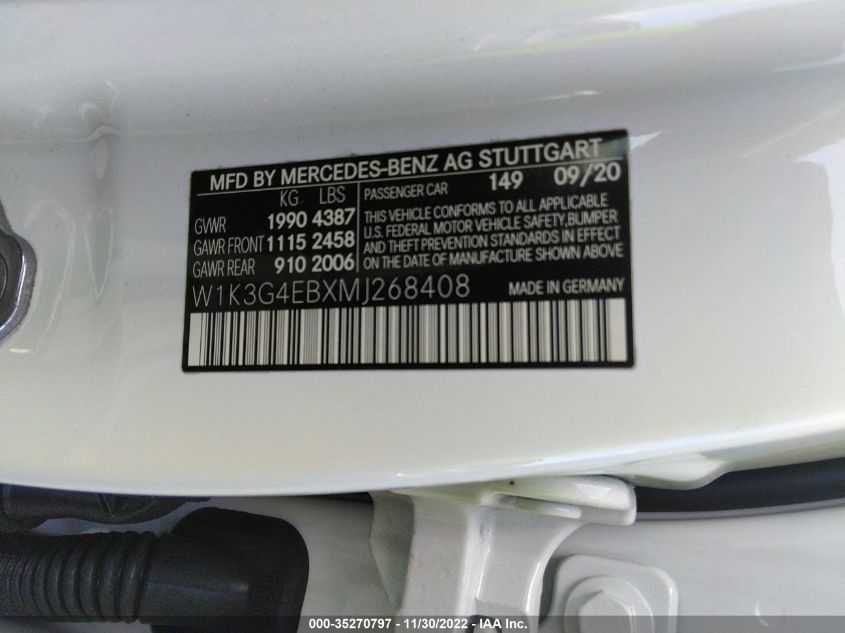 MFD BY MERCEDES-BENZ AG STUTTGART
KG LBS
PASSENGER CAR 149 09/20
GVWR 1990 4387
GAWR FRONT 1115 2458
GAWR REAR 910 2006
THIS VEHICLE CONFORMS TO ALL APPLICABLE
U.S. FEDERAL MOTOR VEHICLE SAFETY, BUMPER
AND THEFT PREVENTION STANDARDS IN EFFECT
ON THE DATE OF MANUFACTURE SHOWN ABOVE
W1K3G4EBXMJ268408 MADE IN GERMANY
000-35270797 - 11/30/2022 - IAA Inc.